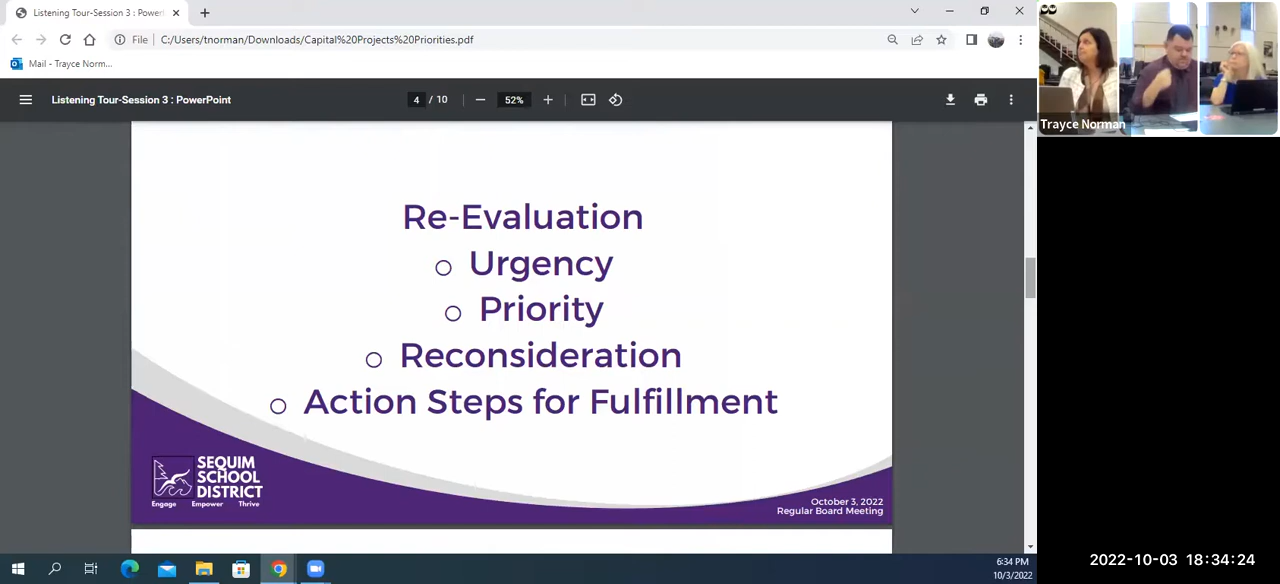 Listening Tour-Session 3 : Power
File
C:/Users/tnorman/Downloads/Capital%20Projects%20Priorities.pdf
Mail - Trayce Norm...
Listening Tour-Session 3 : PowerPoint
4 / 10
52%
Re-Evaluation
Urgency
Priority
Reconsideration
Action Steps for Fulfillment
SEQUIM
SCHOOL
DISTRICT
Engage Empower Thrive
October 3, 2022
Regular Board Meeting
Trayce Norman
6:34 PM
10/3/2022
2022-10-03 18:34:24